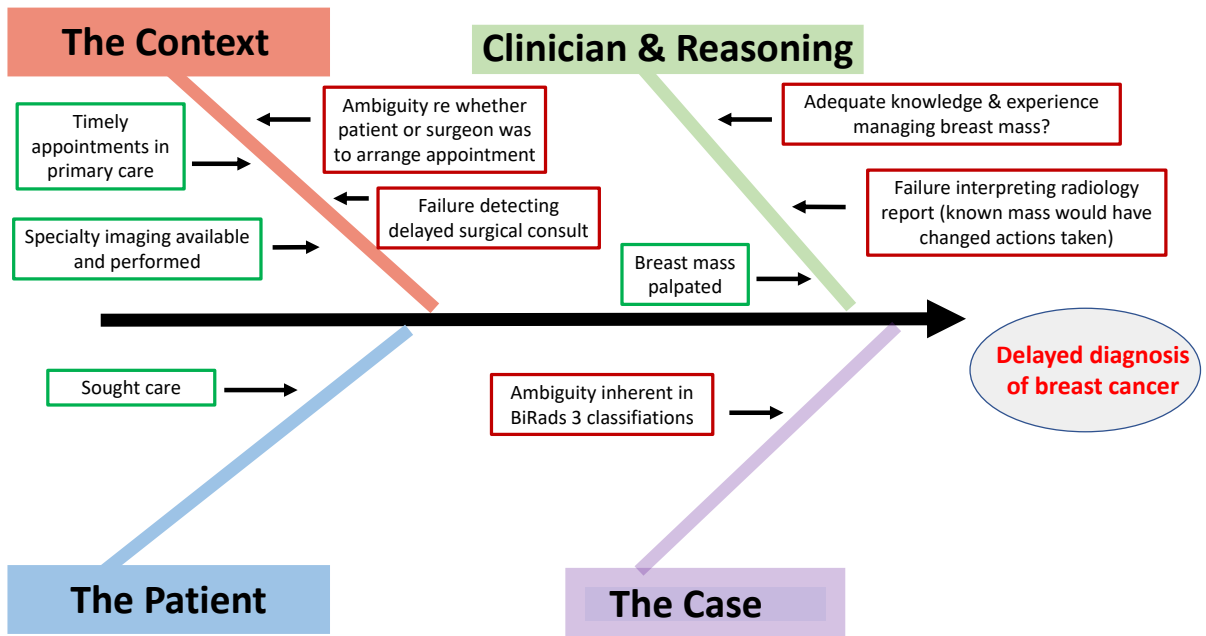 The Context
Clinician & Reasoning
Timely
appointments in
primary care
Ambiguity re whether
patient or surgeon was
to arrange appointment
Adequate knowledge & experience
managing breast mass?
Specialty imaging available
and performed
Failure detecting
delayed surgical consult
Failure interpreting radiology
report (known mass would have
changed actions taken)
Breast mass
palpated
Delayed diagnosis
of breast cancer
Sought care
Ambiguity inherent in
BiRads 3 classifiations
The Patient
The Case